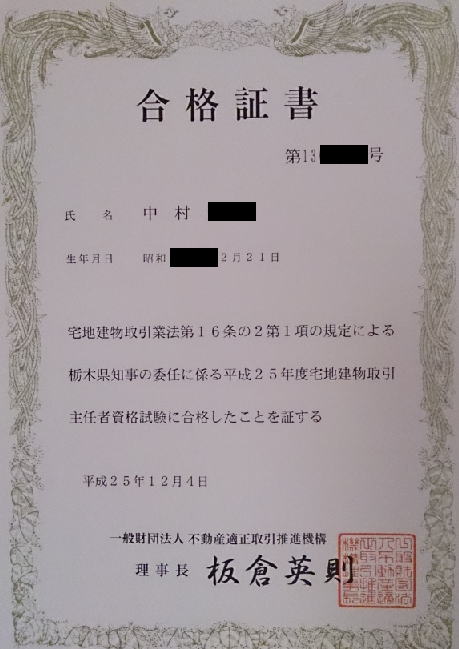 合格証書
第13 号
氏名 中村
生年月日 昭和 2月21日
宅地建物取引業法第16条の2第1項の規定による
栃木県知事の委任に係る平成25年度宅地建物取引
主任者資格試験に合格したことを証する
平成25年12月4日
一般財団法人 不動産適正取引推進機構
理事長 板倉英則